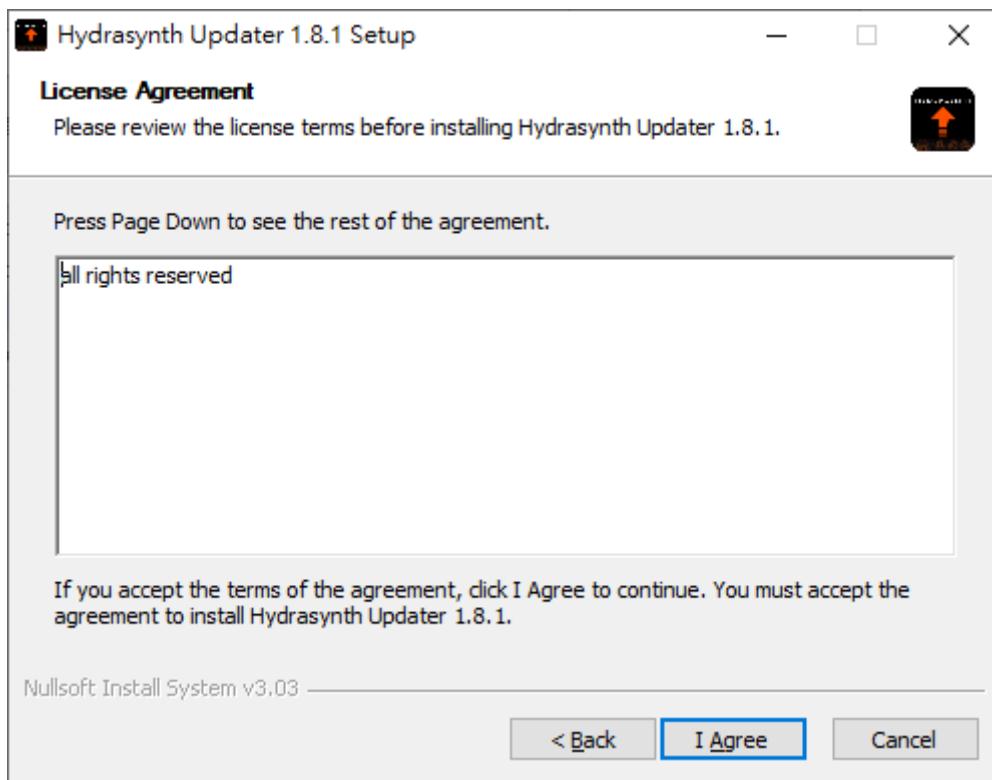 Hydrasynth Updater 1.8.1 Setup
License Agreement
Please review the license terms before installing Hydrasynth Updater 1.8.1.
Press Page Down to see the rest of the agreement.
all rights reserved
If you accept the terms of the agreement, click I Agree to continue. You must accept the
agreement to install Hydrasynth Updater 1.8.1.
Nullsoft Install System v3.03
< Back
I Agree
Cancel